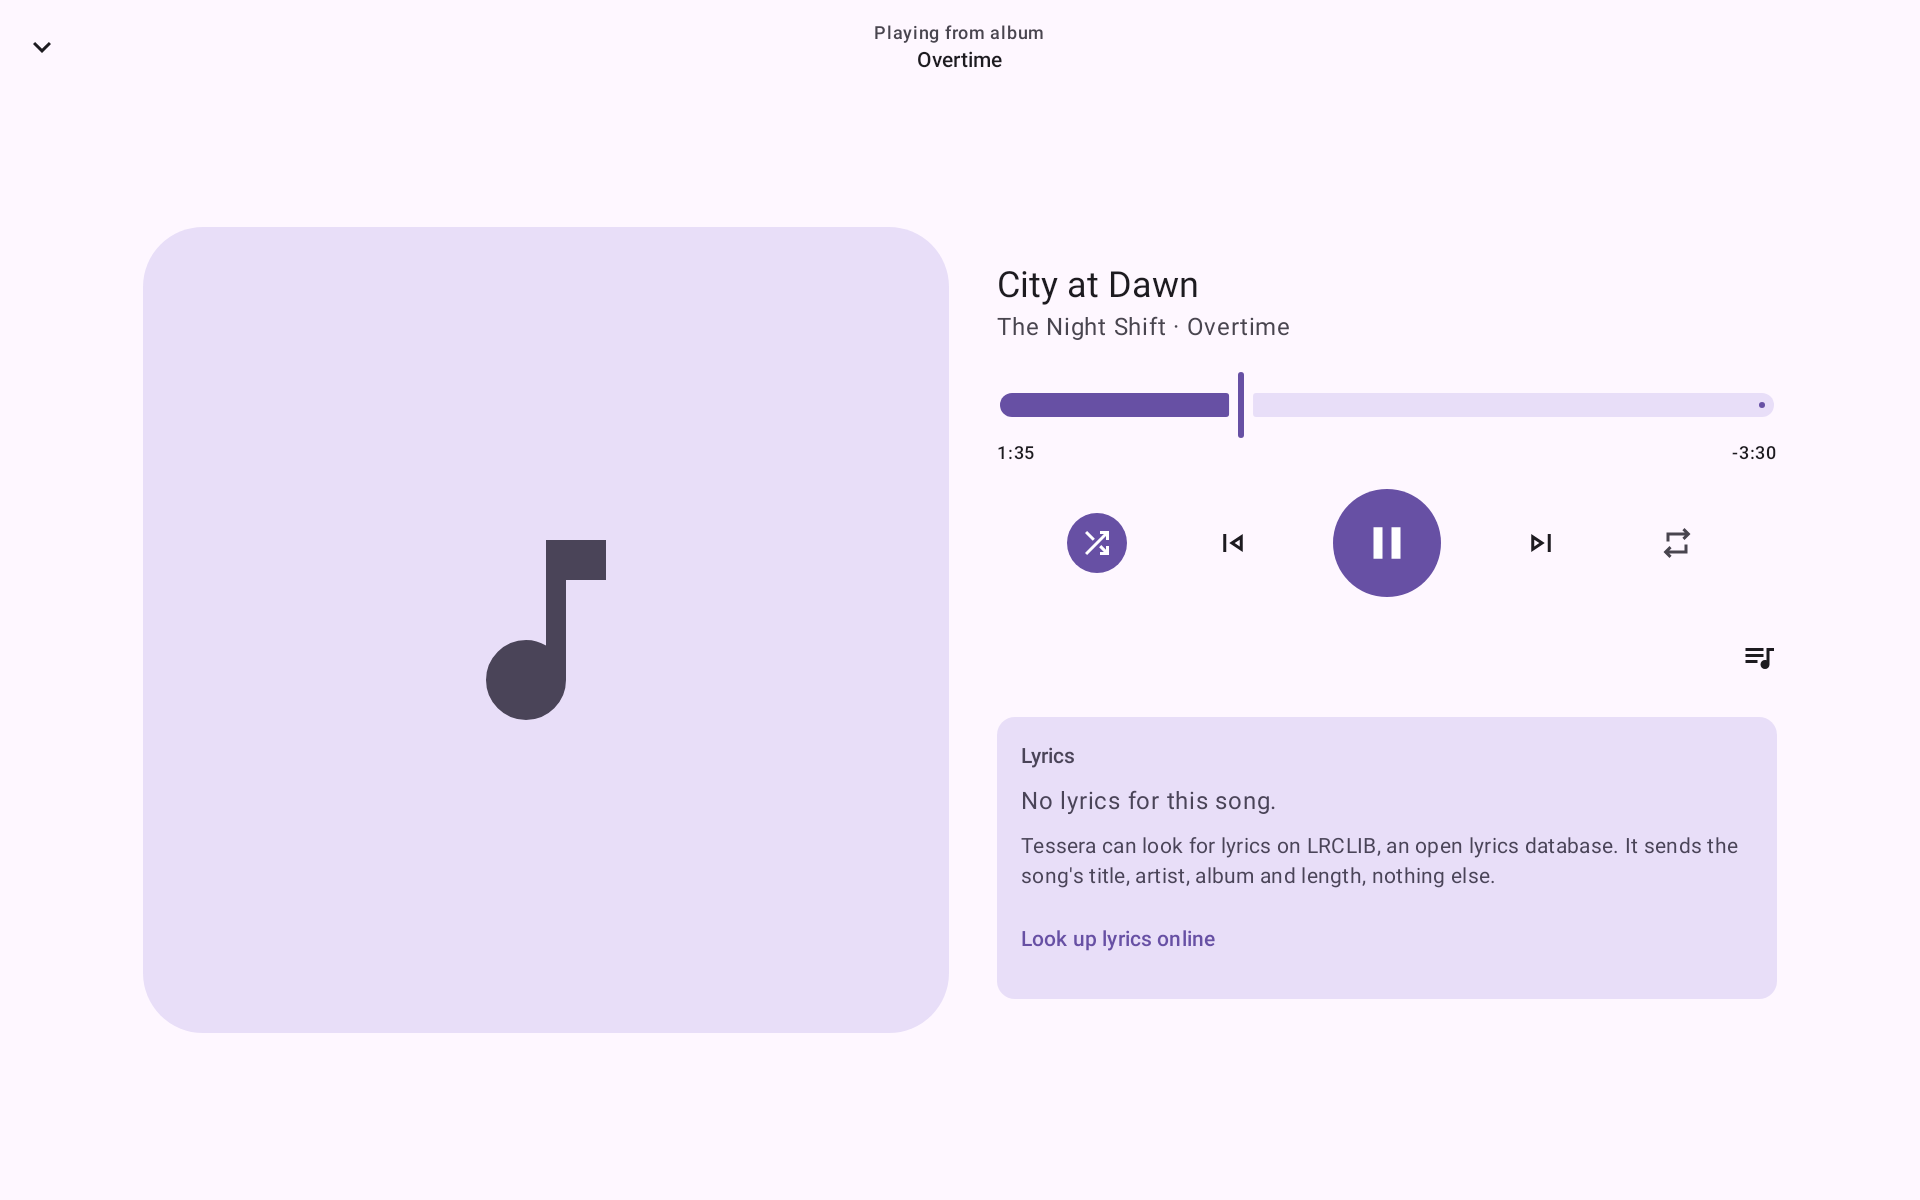 Playing from album
Overtime
City at Dawn
The Night Shift · Overtime
1:35
-3:30
Lyrics
No lyrics for this song.
Tessera can look for lyrics on LRCLIB, an open lyrics database. It sends the
song's title, artist, album and length, nothing else.
Look up lyrics online